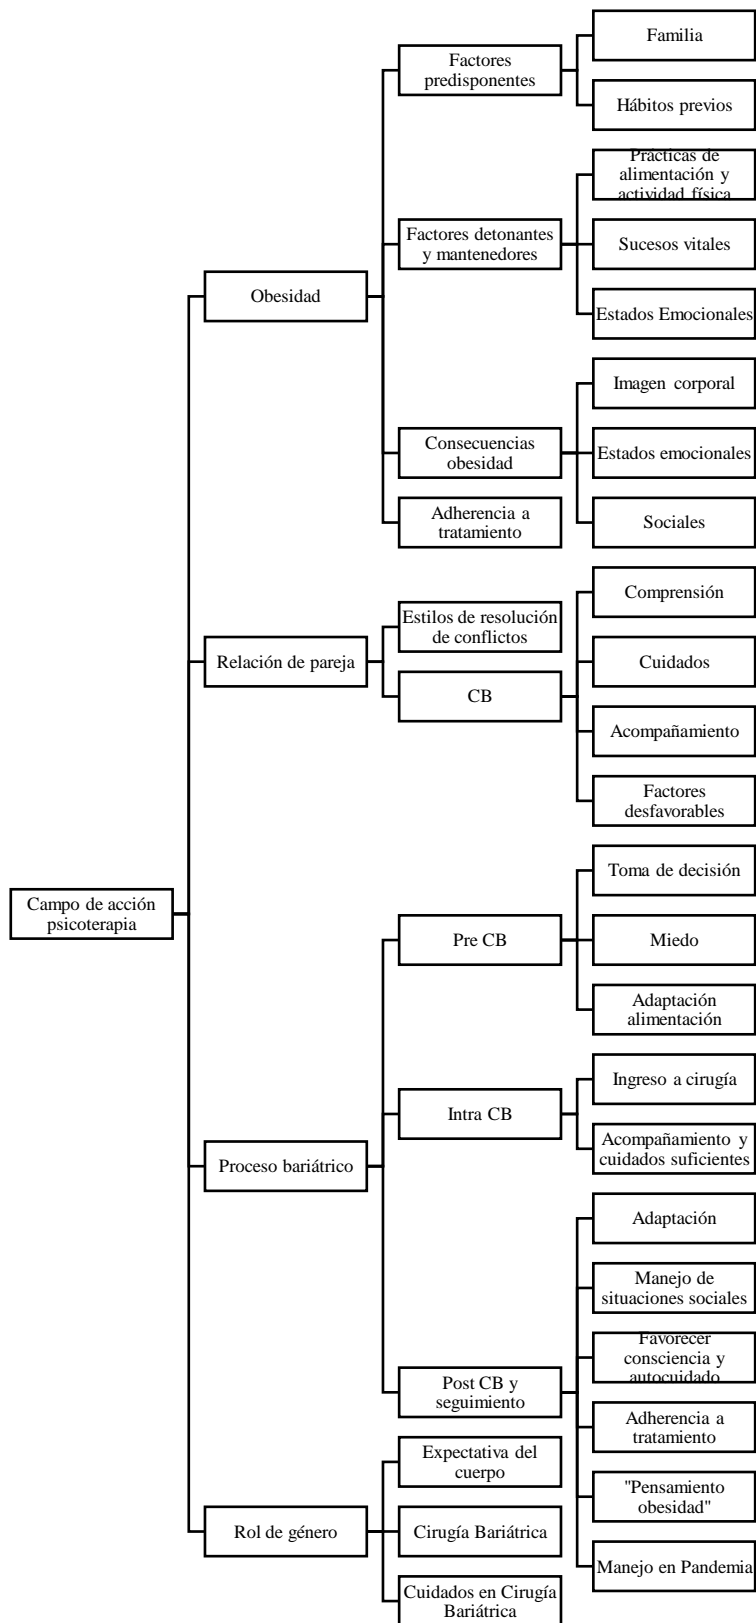 Campo de acción
psicoterapia
Obesidad
Factores
predisponentes
Familia
Hábitos previos
Factores detonantes
y mantenedores
Prácticas de
alimentación y
actividad física
Sucesos vitales
Estados Emocionales
Consecuencias
obesidad
Imagen corporal
Estados emocionales
Sociales
Adherencia a
tratamiento
Relación de pareja
Estilos de resolución
de conflictos
CB
Comprensión
Cuidados
Acompañamiento
Factores
desfavorables
Proceso bariátrico
Pre CB
Toma de decisión
Miedo
Adaptación
alimentación
Intra CB
Ingreso a cirugía
Acompañamiento y
cuidados suficientes
Post CB y
seguimiento
Adaptación
Manejo de
situaciones sociales
Favorecer
consciencia y
autocuidado
Adherencia a
tratamiento
"Pensamiento
obesidad"
Manejo en Pandemia
Rol de género
Expectativa del
cuerpo
Cirugía Bariátrica
Cuidados en Cirugía
Bariátrica